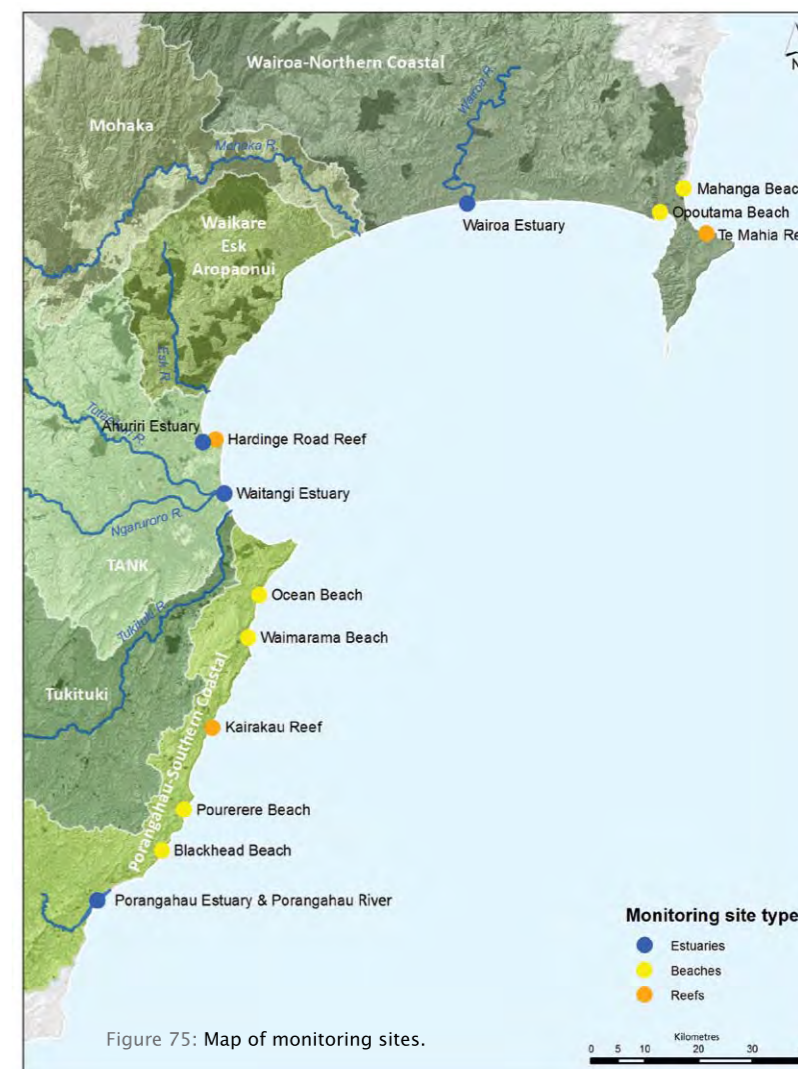 Wairoa-Northern Coastal
Wairoa R.
Mohaka
Mohaka R.
Mahanga Beac
Waikare
Esk
Aropaonui
Opoutama Beach
Wairoa Estuary
Te Mahia Re
Esk R.
Tutaekuri R.
Ahuriri Estuary
Hardinge Road Reef
Waitangi Estuary
Ngaruroro R.
TANK
Ocean Beach
Tukituki R.
Waimarama Beach
Tukituki
Porangahau-Southern Coastal
Kairakau Reef
Pourerere Beach
Blackhead Beach
Porangahau Estuary & Porangahau River
Monitoring site type
Estuaries
Beaches
Reefs
Figure 75: Map of monitoring sites.
Kilometres
0 5 10 20 30
N